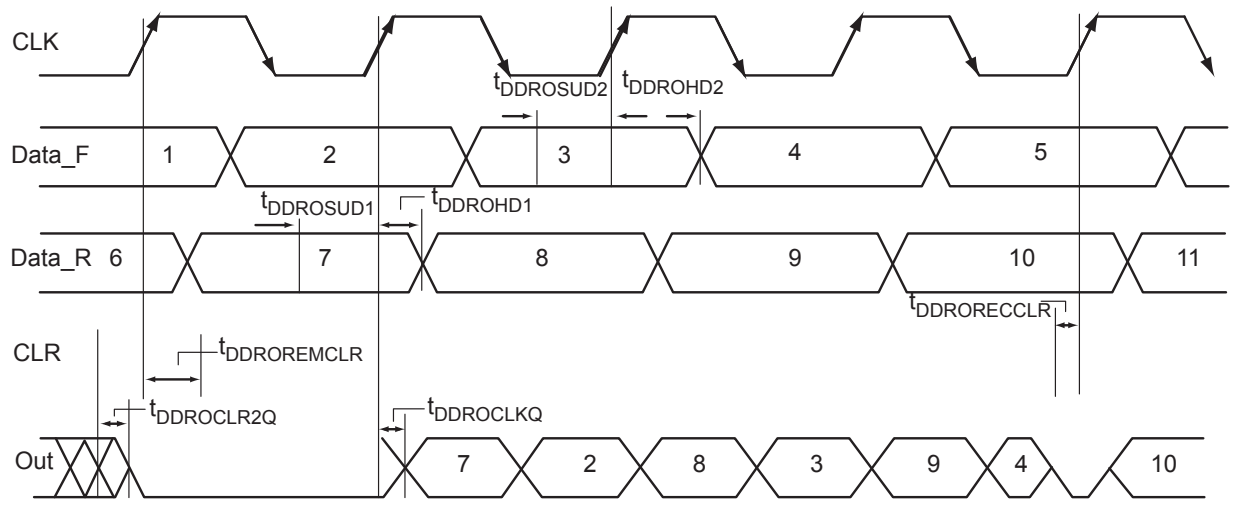 CLK
tDDROSUD2 tDDROHD2
Data_F 1 2 3 4 5
tDDROSUD1 tDDROHD1
Data_R 6 7 8 9 10 11
tDDRORECCLR
CLR
tDDROREMCLR
tDDROCLR2Q tDDROCLKQ
Out 7 2 8 3 9 4 10